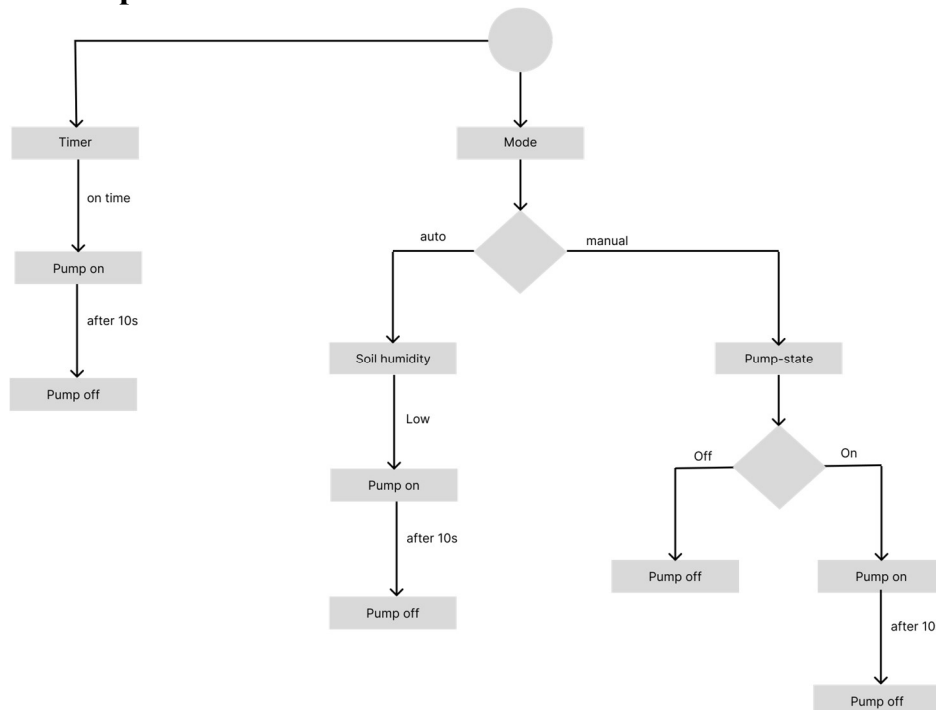 Timer
Mode
on time
auto
manual
Pump on
after 10s
Soil humidity
Pump-state
Pump off
Low
Off
On
Pump on
after 10s
Pump off
Pump on
Pump off
after 10
Pump off